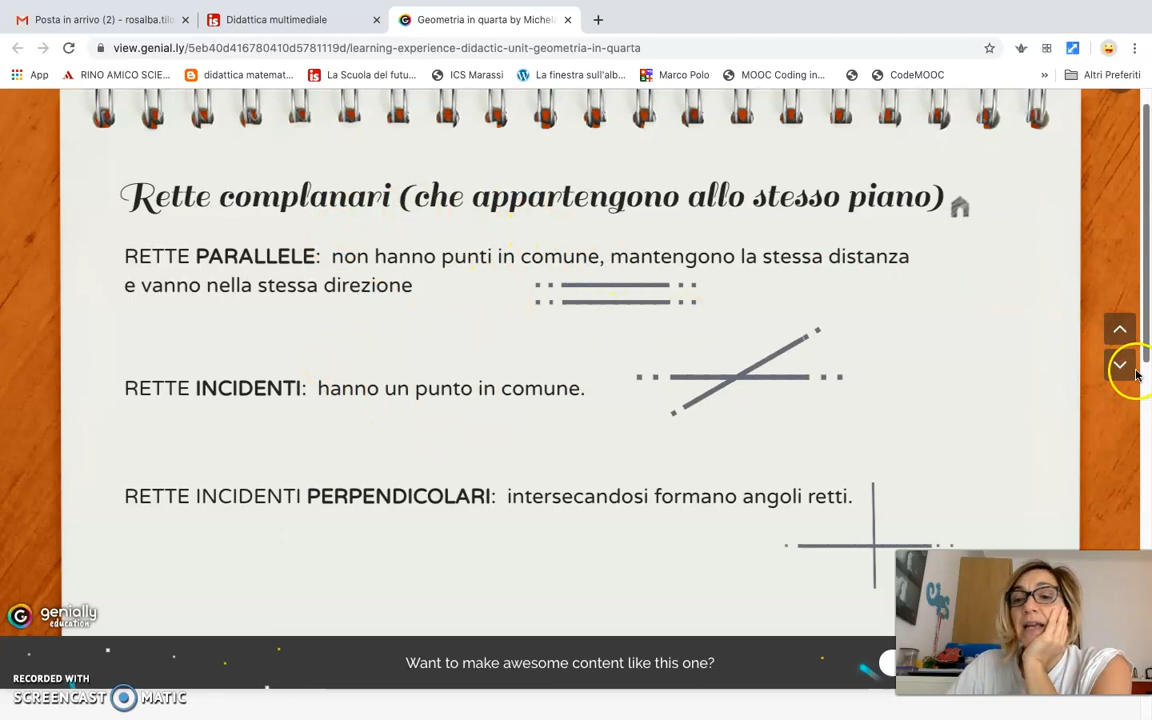 Posta in arrivo (2) - rosalba.tilo
Didattica multimediale
Geometria in quarta by Michela
view.genial.ly/5eb40d416780410d5781119d/learning-experience-didactic-unit-geometria-in-quarta
App RINO AMICO SCIE... didattica matemat... La Scuola del futu... ICS Marassi La finestra sull'alb... Marco Polo MOOC Coding in... CodeMOOC » Altri Preferiti
Rette complanari (che appartengono allo stesso piano)
RETTE PARALLELE: non hanno punti in comune, mantengono la stessa distanza
e vanno nella stessa direzione
RETTE INCIDENTI: hanno un punto in comune.
RETTE INCIDENTI PERPENDICOLARI: intersecandosi formano angoli retti.
genially
education
Want to make awesome content like this one?
RECORDED WITH
SCREENCAST MATIC